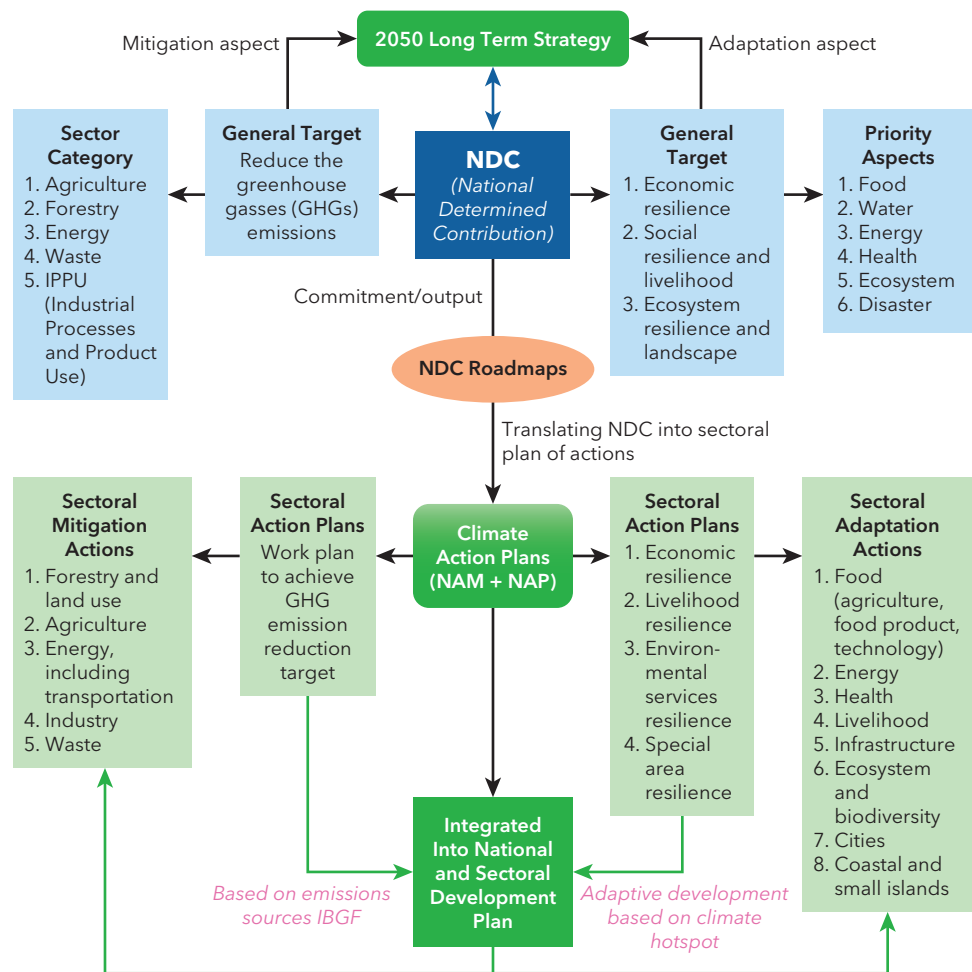 Mitigation aspect
2050 Long Term Strategy
Adaptation aspect
Sector
Category
1. Agriculture
2. Forestry
3. Energy
4. Waste
5. IPPU
(Industrial
Processes
and Product
Use)
General Target
Reduce the
greenhouse
gasses (GHGs)
emissions
NDC
(National
Determined
Contribution)
General
Target
1. Economic
resilience
2. Social
resilience and
livelihood
3. Ecosystem
resilience and
landscape
Priority
Aspects
1. Food
2. Water
3. Energy
4. Health
5. Ecosystem
6. Disaster
Commitment/output
NDC Roadmaps
Translating NDC into sectoral
plan of actions
Sectoral
Mitigation
Actions
1. Forestry and
land use
2. Agriculture
3. Energy,
including
transportation
4. Industry
5. Waste
Sectoral
Action Plans
Work plan
to achieve
GHG
emission
reduction
target
Climate
Action Plans
(NAM + NAP)
Sectoral
Action Plans
1. Economic
resilience
2. Livelihood
resilience
3. Environ-
mental
services
resilience
4. Special
area
resilience
Sectoral
Adaptation
Actions
1. Food
(agriculture,
food product,
technology)
2. Energy
3. Health
4. Livelihood
5. Infrastructure
6. Ecosystem
and
biodiversity
7. Cities
8. Coastal and
small islands
Based on emissions
sources IBGF
Integrated
Into National
and Sectoral
Development
Plan
Adaptive development
based on climate
hotspot